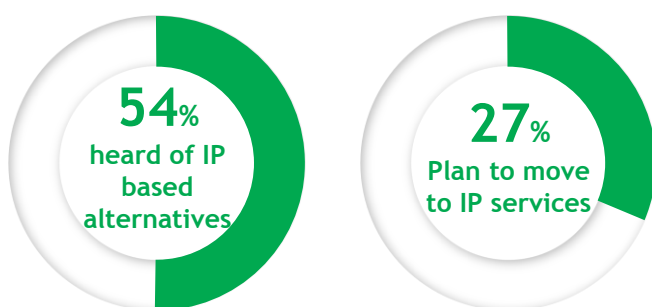 54%
heard of IP
based
alternatives
27%
Plan to move
to IP services